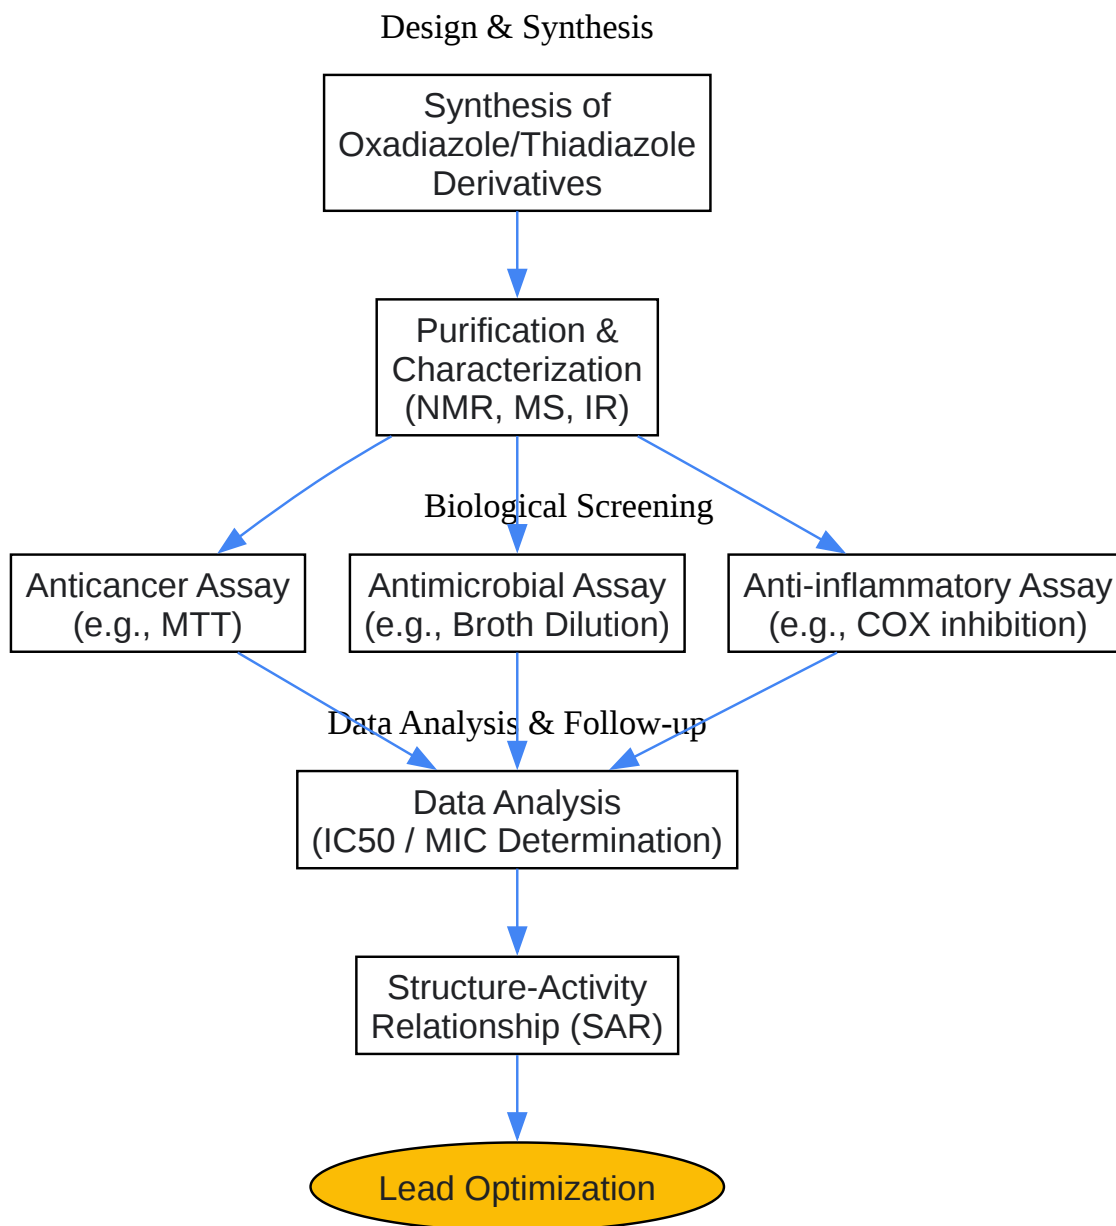 Design & Synthesis
Synthesis of
Oxadiazole/Thiadiazole
Derivatives
Purification &
Characterization
(NMR, MS, IR)
Biological Screening
Anticancer Assay
(e.g., MTT)
Antimicrobial Assay
(e.g., Broth Dilution)
Anti-inflammatory Assay
(e.g., COX inhibition)
Data Analysis & Follow-up
Data Analysis
(IC50 / MIC Determination)
Structure-Activity
Relationship (SAR)
Lead Optimization